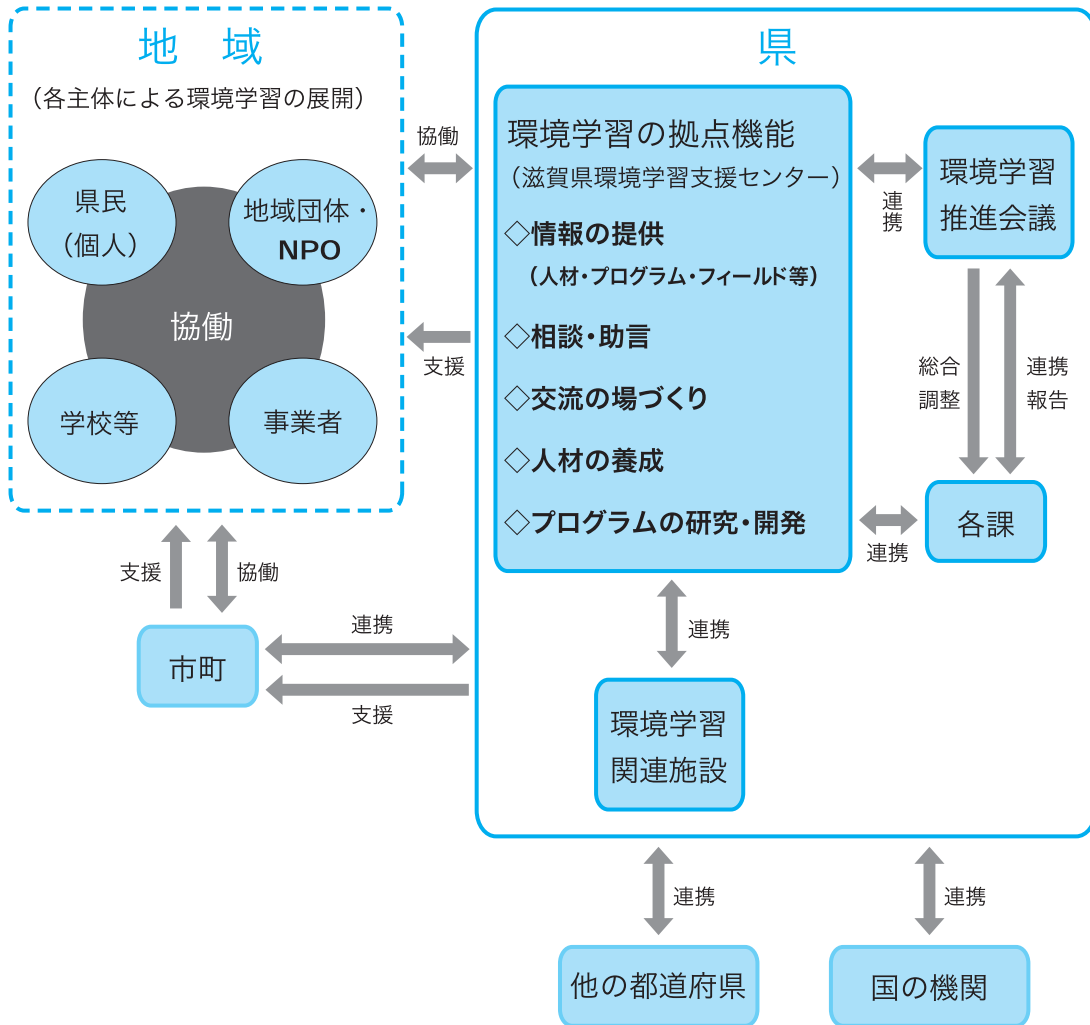 地　域
（各主体による環境学習の展開）
県民
（個人）
地域団体・
NPO
協働
学校等
事業者
協働
支援
支援
協働
市町
連携
支援
県
環境学習の拠点機能
（滋賀県環境学習支援センター）
◇情報の提供
（人材・プログラム・フィールド等）
◇相談・助言
◇交流の場づくり
◇人材の養成
◇プログラムの研究・開発
連携
環境学習
推進会議
総合
調整
連携
報告
連携
各課
連携
環境学習
関連施設
連携
連携
他の都道府県
国の機関